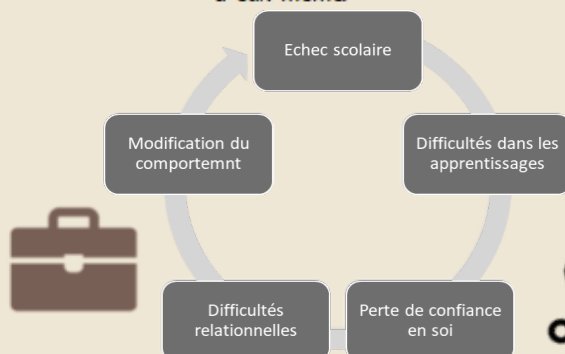 Echec scolaire
Difficultés dans les
apprentissages
Perte de confiance
en soi
Difficultés
relationnelles
Modification du
comportemnt